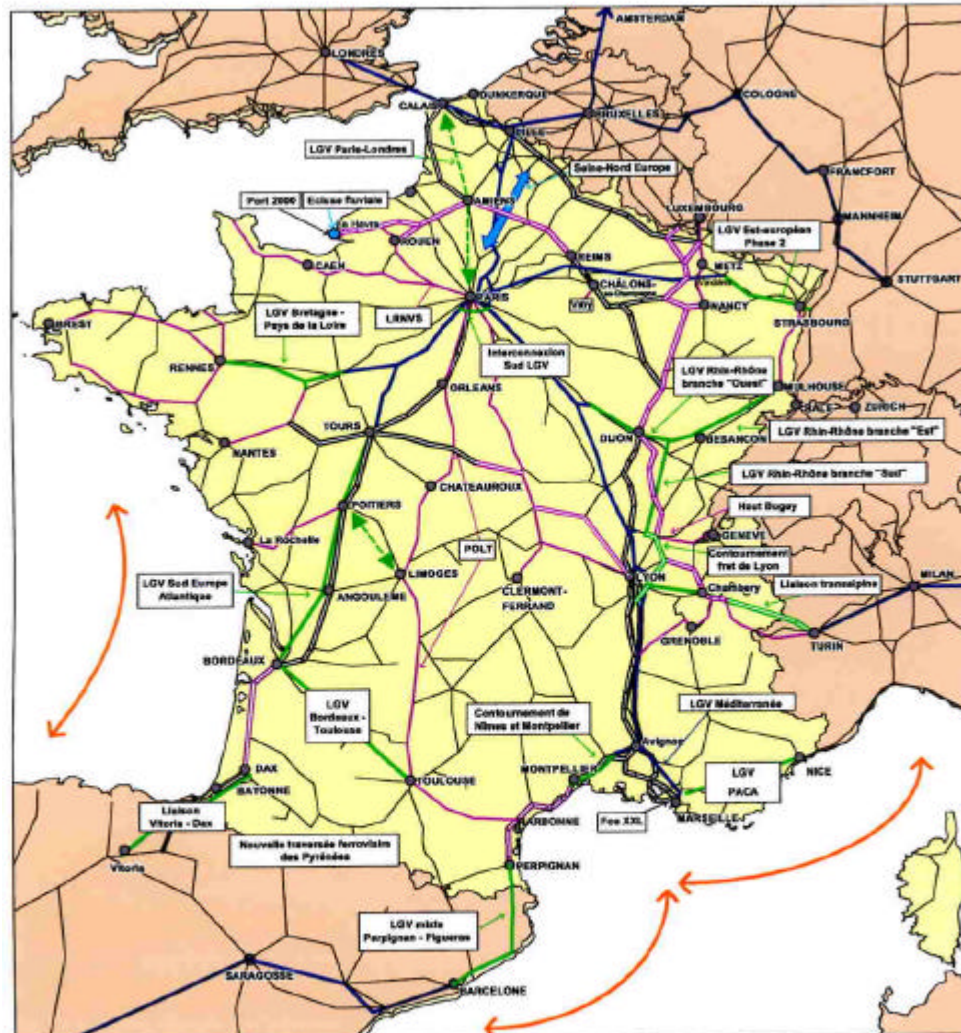 AMSTERDAM
LONDRES
DUNKERQUE
CALAIS
COLOGNE
BRUXELLES
LILLE
LGV Paris-Londres
Seine-Nord Europe
FRANCFORT
Port 2000
Ecluse fluviale
AMIENS
LUXEMBOURG
MANNHEIM
Le Havre
LGV Est-européen
Phase 2
ROUEN
REIMS
CAEN
METZ
STUTTGART
CHÂLONS-
PARIS
Vatry
NANCY
LGV Bretagne -
Pays de la Loire
LRNVS
STRASBOURG
BREST
RENNES
Interconnexion
Sud LGV
ORLEANS
LGV Rhin-Rhône
branche "Ouest"
MULHOUSE
BALE
ZURICH
TOURS
DIJON
BESANCON
LGV Rhin-Rhône branche "Est"
NANTES
LGV Rhin-Rhône branche "Sud"
CHATEAUROUX
POITIERS
Haut Bugey
GENEVE
La Rochelle
POLT
Contournement
fret de Lyon
LIMOGES
LYON
MILAN
LGV Sud Europe
Atlantique
ANGOULEME
CLERMONT-
FERRAND
Chambery
Liaison transalpine
GRENOBLE
TURIN
BORDEAUX
LGV
Bordeaux -
Toulouse
Contournement de
Nîmes et Montpellier
LGV Méditerranée
Avignon
DAX
TOULOUSE
MONTPELLIER
NICE
BAYONNE
LGV
PACA
MARSEILLE
Liaison
Vitoria - Dax
Fos XXL
NARBONNE
Vitoria
Nouvelle traversée ferroviaire
des Pyrénées
PERPIGNAN
LGV mixte
Perpignan - Figueras
SARAGOSSE
BARCELONE